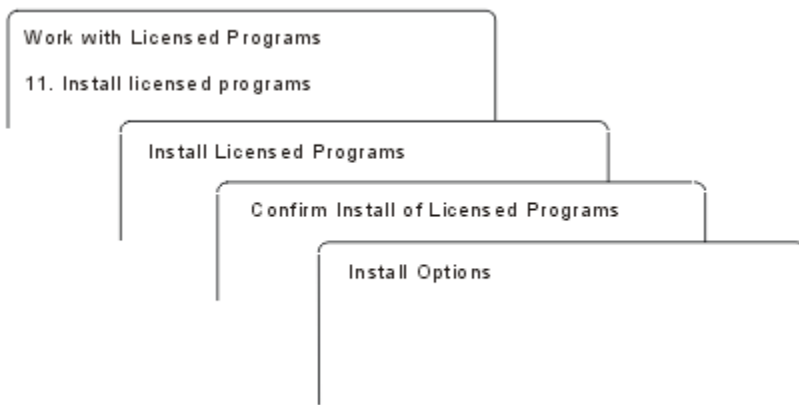 Work with Licensed Programs
11. Install licensed programs
Install Licensed Programs
Confirm Install of Licensed Programs
Install Options